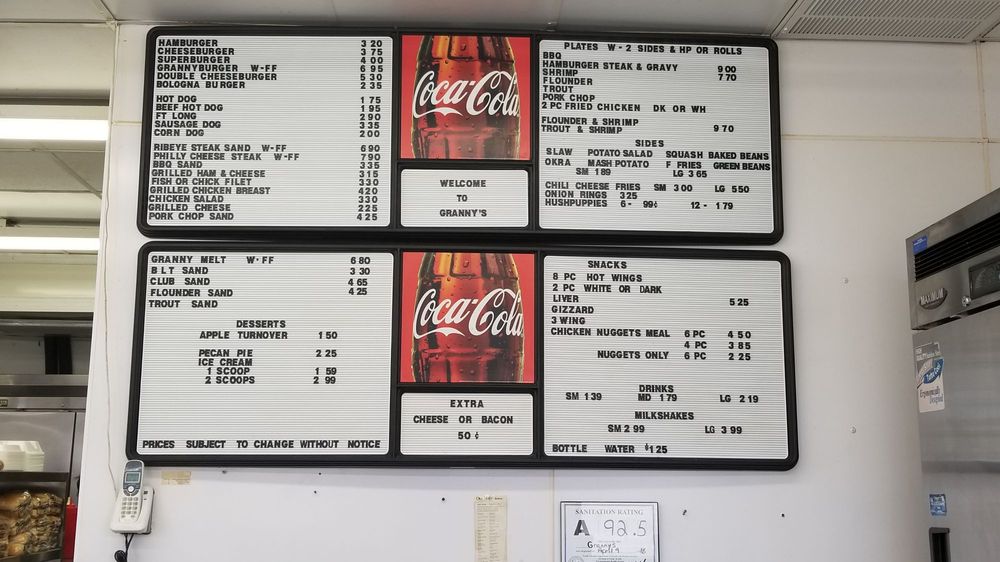 HAMBURGER 3 20
CHEESEBURGER 3 75
SUPERBURGER 4 00
GRANNYBURGER W-FF 6 95
DOUBLE CHEESEBURGER 5 30
BOLOGNA BURGER 2 35
HOT DOG 1 75
BEEF HOT DOG 1 95
FT LONG 2 90
SAUSAGE DOG 3 35
CORN DOG 2 00
RIBEYE STEAK SAND W-FF 6 90
PHILLY CHEESE STEAK W-FF 7 90
BBQ SAND 3 35
GRILLED HAM & CHEESE 3 15
FISH OR CHICK FILET 3 30
GRILLED CHICKEN BREAST 4 20
CHICKEN SALAD 3 30
GRILLED CHEESE 2 25
PORK CHOP SAND 4 25
Coca-Cola
WELCOME
TO
GRANNY'S
PLATES W-2 SIDES & HP OR ROLLS
BBQ
HAMBURGER STEAK & GRAVY 9 00
SHRIMP 7 70
FLOUNDER
TROUT
PORK CHOP
2 PC FRIED CHICKEN DK OR WH
FLOUNDER & SHRIMP
TROUT & SHRIMP 9 70
SIDES
SLAW POTATO SALAD SQUASH BAKED BEANS
OKRA MASH POTATO F FRIES GREEN BEANS
SM 1 89 LG 3 65
CHILI CHEESE FRIES SM 3 00 LG 5 50
ONION RINGS 3 25
HUSHPUPPIES 6 - 99¢ 12 - 1 79
GRANNY MELT W-FF 6 80
B L T SAND 3 30
CLUB SAND 4 65
FLOUNDER SAND 4 25
TROUT SAND
DESSERTS
APPLE TURNOVER 1 50
PECAN PIE 2 25
ICE CREAM
1 SCOOP 1 59
2 SCOOPS 2 99
PRICES SUBJECT TO CHANGE WITHOUT NOTICE
Coca-Cola
EXTRA
CHEESE OR BACON
50 ¢
SNACKS
8 PC HOT WINGS
2 PC WHITE OR DARK
LIVER 5 25
GIZZARD
3 WING
CHICKEN NUGGETS MEAL 6 PC 4 50
4 PC 3 85
NUGGETS ONLY 6 PC 2 25
DRINKS
SM 1 39 MD 1 79 LG 2 19
MILKSHAKES
SM 2 99 LG 3 99
BOTTLE WATER $1 25
SANITATION RATING
A 92.5
Granny's
MAXIMUM